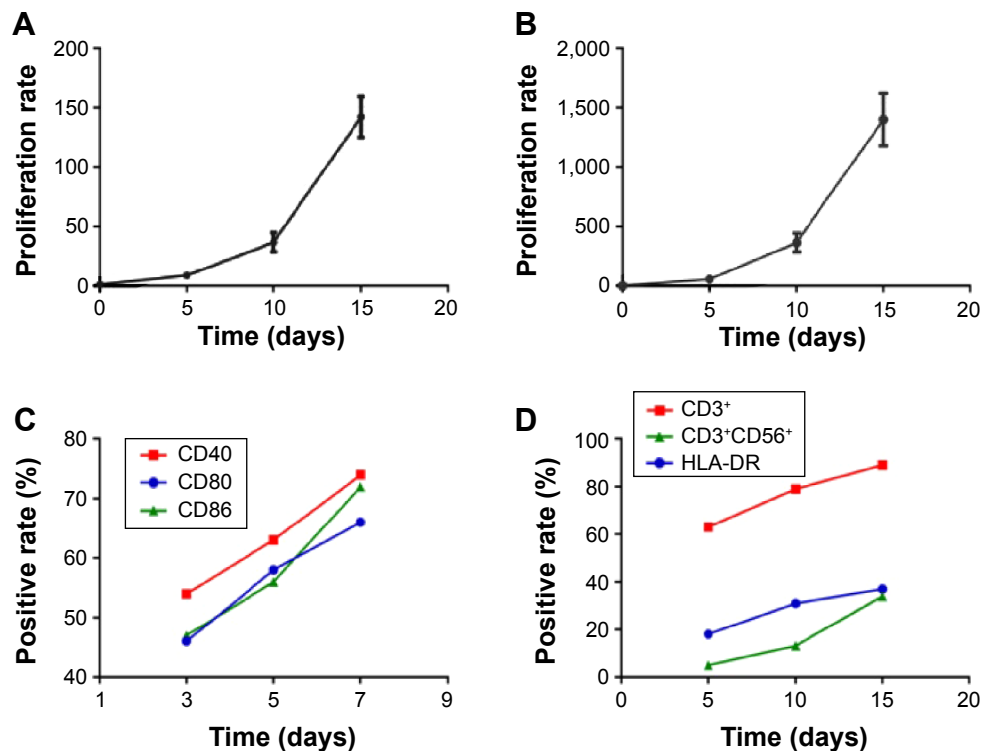 A
200
150
100
50
0
Proliferation rate
0 5 10 15 20
Time (days)
B
2,000
1,500
1,000
500
0
Proliferation rate
0 5 10 15 20
Time (days)
C
80
70
60
50
40
Positive rate (%)
CD40
CD80
CD86
1 3 5 7 9
Time (days)
D
CD3⁺
CD3⁺CD56⁺
HLA-DR
100
80
60
40
20
0
Positive rate (%)
0 5 10 15 20
Time (days)